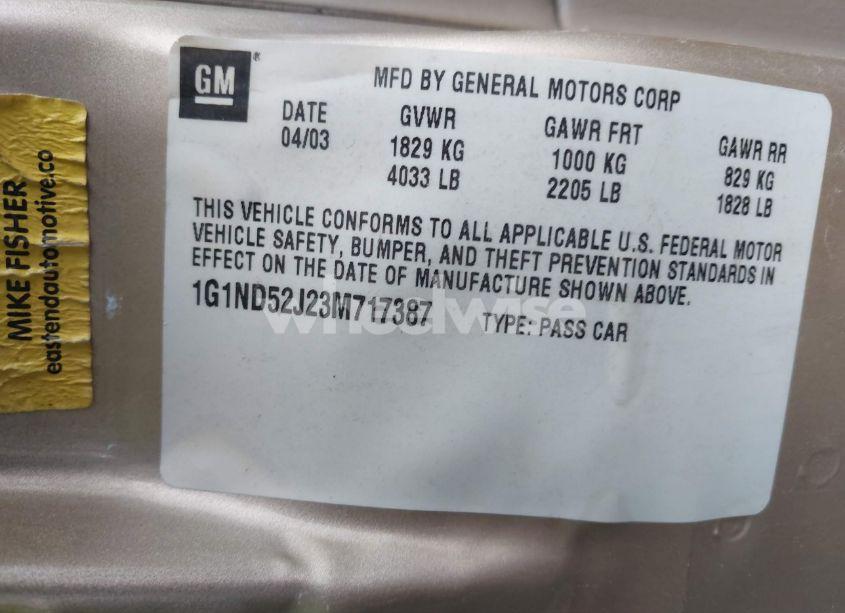 GM®
MFD BY GENERAL MOTORS CORP
DATE GVWR GAWR FRT GAWR RR
04/03 1829 KG 1000 KG 829 KG
4033 LB 2205 LB 1828 LB
THIS VEHICLE CONFORMS TO ALL APPLICABLE U.S. FEDERAL MOTOR
VEHICLE SAFETY, BUMPER, AND THEFT PREVENTION STANDARDS IN
EFFECT ON THE DATE OF MANUFACTURE SHOWN ABOVE.
1G1ND52J23M717387 TYPE: PASS CAR
wheelwise
MIKE FISHER
eastendautomotive.co